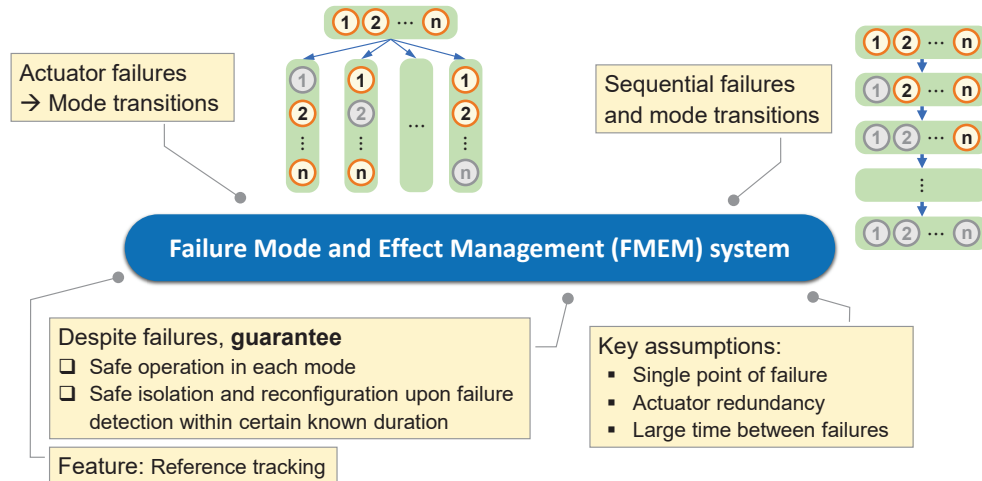 1 2 ··· n
1 1 1
2 2 ... 2
⋮ ⋮ ⋮
n n n
Actuator failures
→ Mode transitions
Sequential failures
and mode transitions
1 2 ··· n
1 2 ··· n
1 2 ··· n
⋮
1 2 ··· n
Failure Mode and Effect Management (FMEM) system
Despite failures, guarantee
❑ Safe operation in each mode
❑ Safe isolation and reconfiguration upon failure
detection within certain known duration
Feature: Reference tracking
Key assumptions:
▪ Single point of failure
▪ Actuator redundancy
▪ Large time between failures